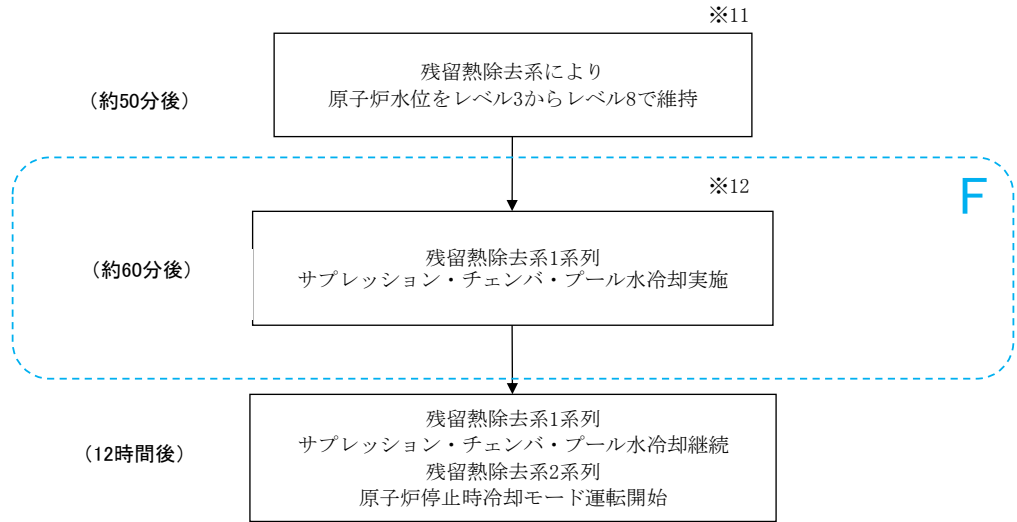 ※11
残留熱除去系により
原子炉水位をレベル3からレベル8で維持
（約50分後）
※12
F
残留熱除去系1系列
サプレッション・チェンバ・プール水冷却実施
（約60分後）
残留熱除去系1系列
サプレッション・チェンバ・プール水冷却継続
残留熱除去系2系列
原子炉停止時冷却モード運転開始
（12時間後）